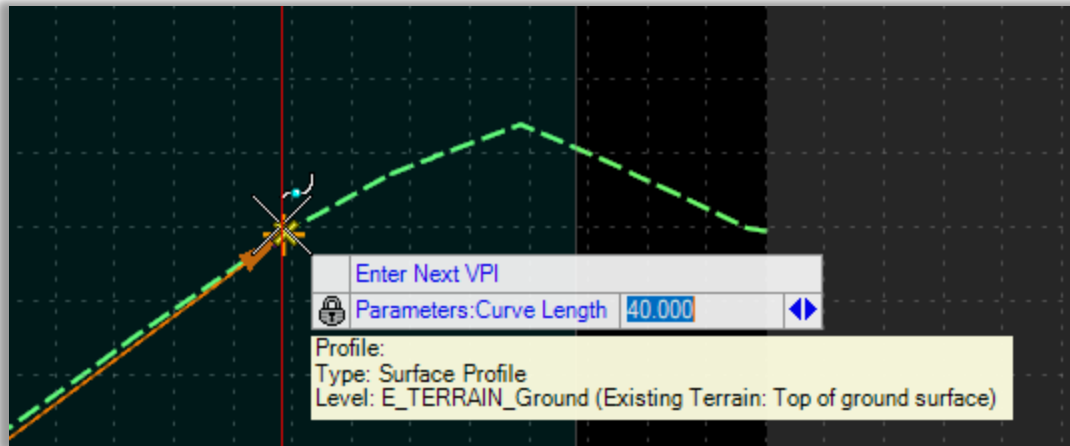 Enter Next VPI
Parameters:Curve Length 40.000
Profile:
Type: Surface Profile
Level: E_TERRAIN_Ground (Existing Terrain: Top of ground surface)